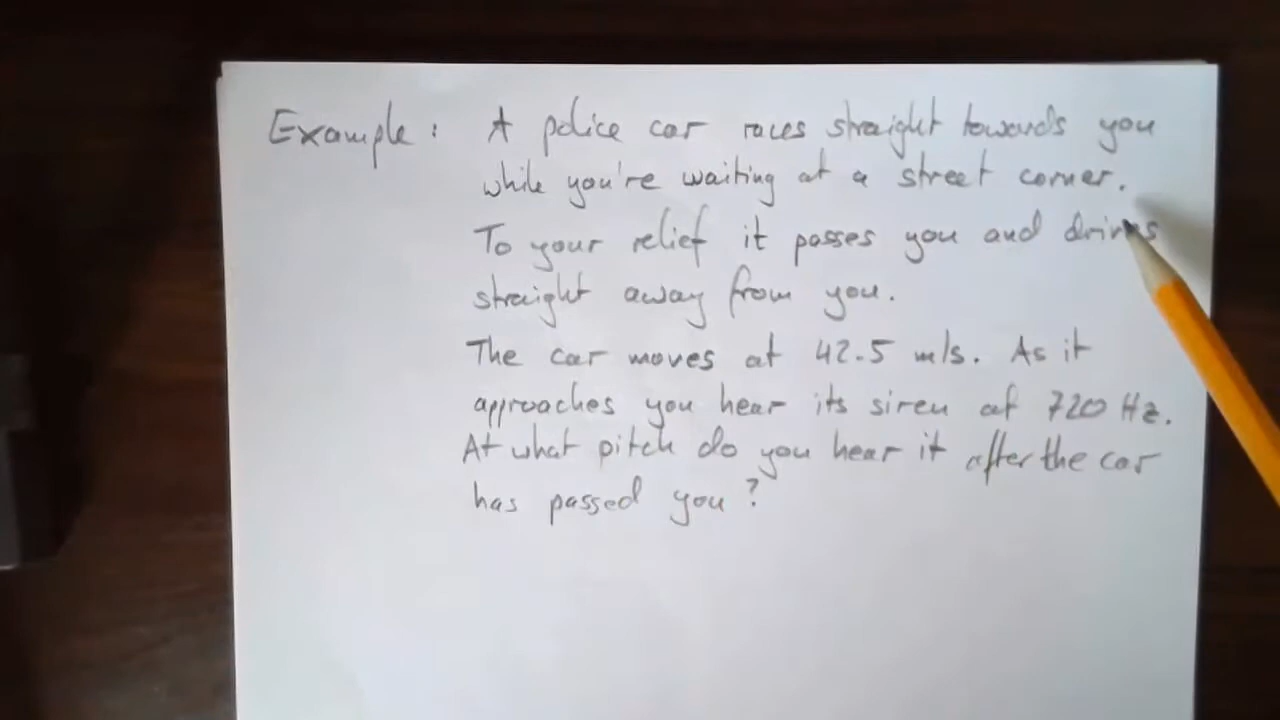 Example: A police car races straight towards you
while you're waiting at a street corner.
To your relief it passes you and drives
straight away from you.
The car moves at 42.5 m/s. As it
approaches you hear its siren at 720 Hz.
At what pitch do you hear it after the car
has passed you?